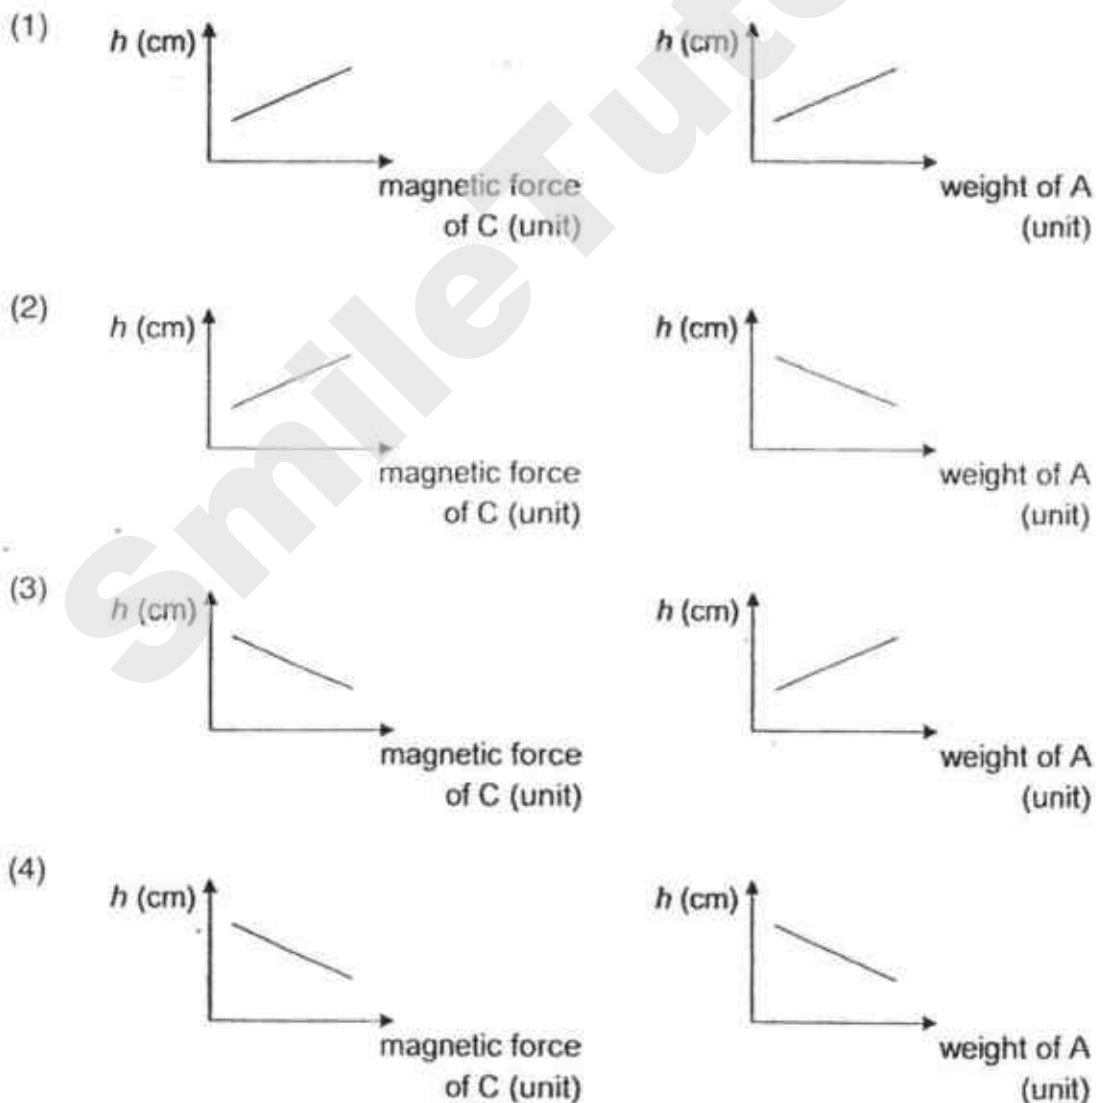 (1)
h (cm)
magnetic force
of C (unit)
h (cm)
weight of A
(unit)
(2)
h (cm)
magnetic force
of C (unit)
h (cm)
weight of A
(unit)
(3)
h (cm)
magnetic force
of C (unit)
h (cm)
weight of A
(unit)
(4)
h (cm)
magnetic force
of C (unit)
h (cm)
weight of A
(unit)
SmileTut